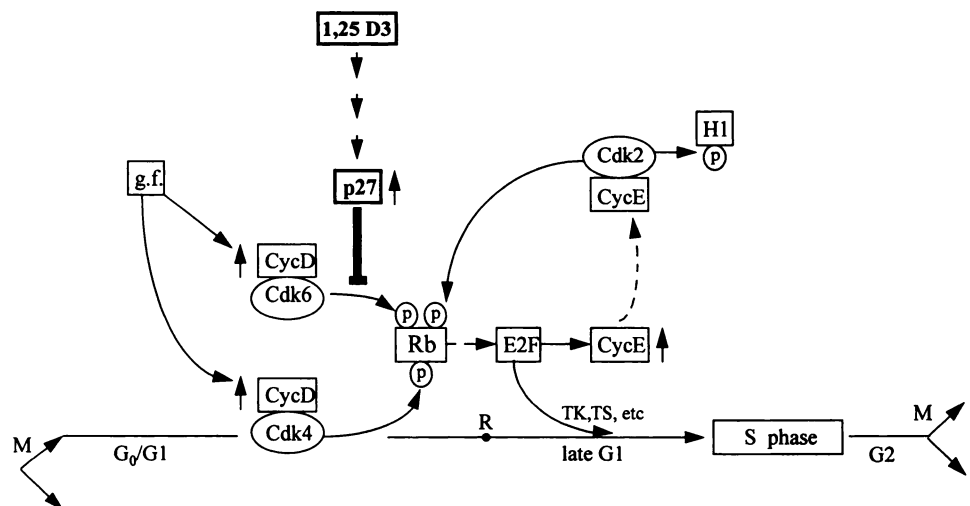 1,25 D3
H1
p
Cdk2
CycE
g.f.
p27
CycD
Cdk6
p p
Rb
p
E2F
CycE
CycD
Cdk4
TK,TS, etc
M
G₀/G1
R
late G1
S phase
G2
M